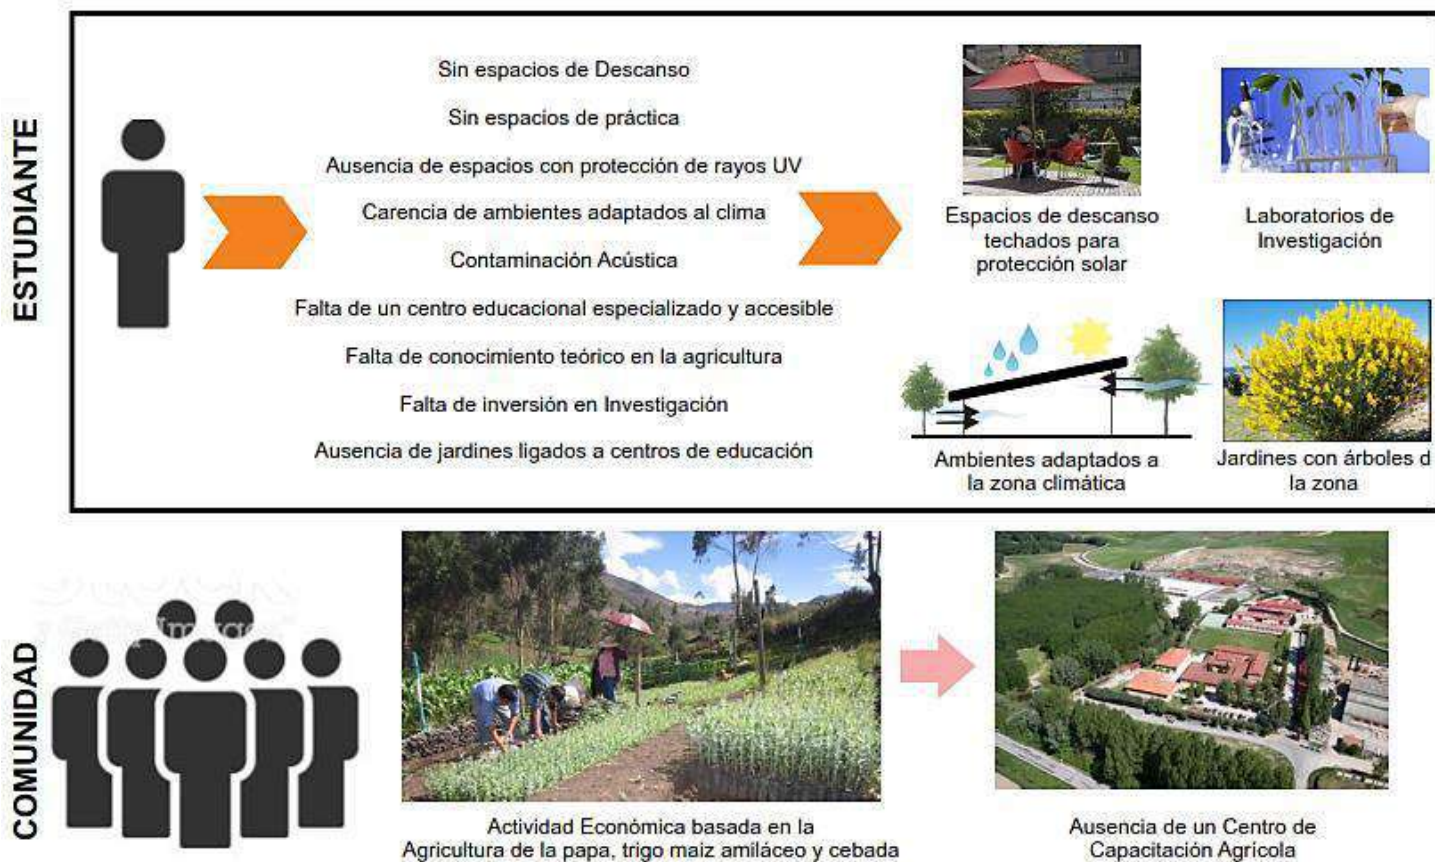 ESTUDIANTE
Sin espacios de Descanso
Sin espacios de práctica
Ausencia de espacios con protección de rayos UV
Carencia de ambientes adaptados al clima
Contaminación Acústica
Falta de un centro educacional especializado y accesible
Falta de conocimiento teórico en la agricultura
Falta de inversión en Investigación
Ausencia de jardines ligados a centros de educación
Espacios de descanso
techados para
protección solar
Laboratorios de
Investigación
Ambientes adaptados a
la zona climática
Jardines con árboles d
la zona
COMUNIDAD
Actividad Económica basada en la
Agricultura de la papa, trigo maiz amiláceo y cebada
Ausencia de un Centro de
Capacitación Agrícola